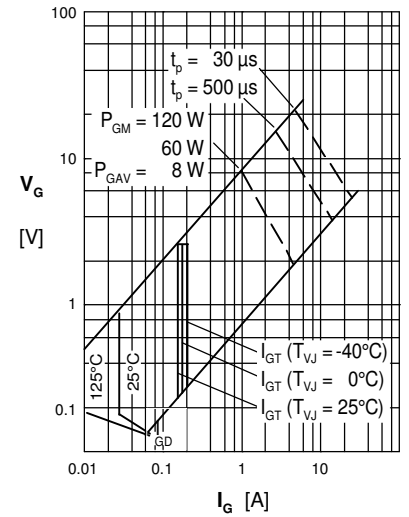 100
t_p = 30 µs
t_p = 500 µs
P_GM = 120 W
60 W
P_GAV = 8 W
10
V_G
[V]
1
I_GT (T_VJ = -40°C)
I_GT (T_VJ = 0°C)
I_GT (T_VJ = 25°C)
125°C
25°C
0.1
GD
0.01 0.1 1 10
I_G [A]